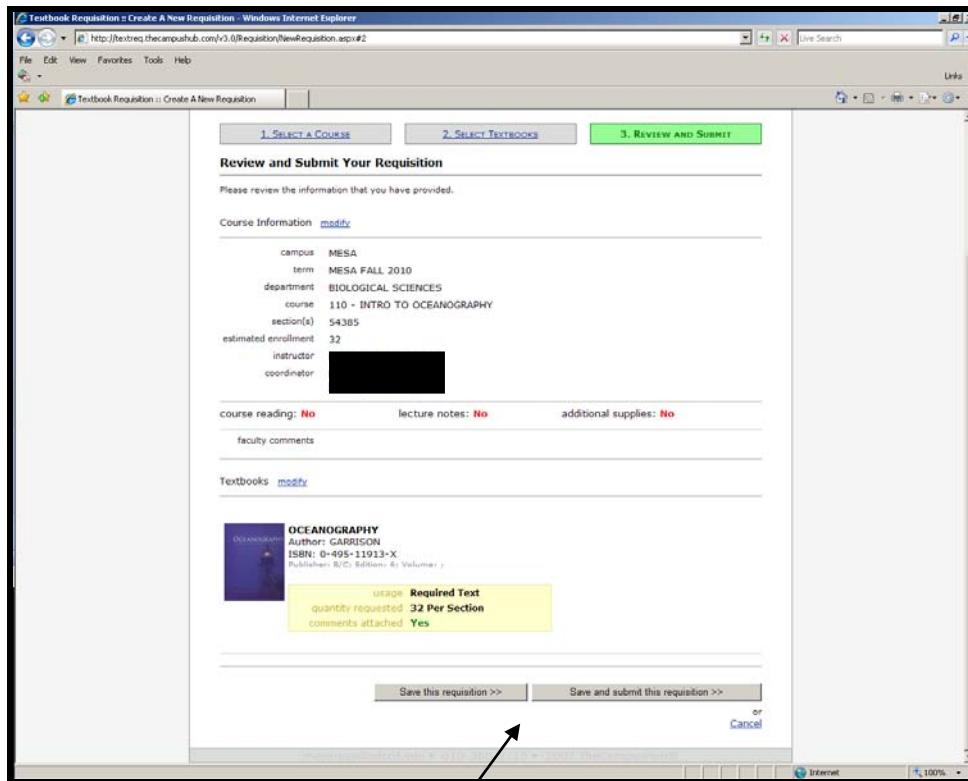 Textbook Requisition :: Create A New Requisition - Windows Internet Explorer
http://textreq.thecampushub.com/v3.0/Requisition/NewRequisition.aspx#2
Live Search
File Edit View Favorites Tools Help
Links
Textbook Requisition :: Create A New Requisition
1. SELECT A COURSE 2. SELECT TEXTBOOKS 3. REVIEW AND SUBMIT
Review and Submit Your Requisition
Please review the information that you have provided.
Course Information modify
campus MESA
term MESA FALL 2010
department BIOLOGICAL SCIENCES
course 110 - INTRO TO OCEANOGRAPHY
section(s) 54385
estimated enrollment 32
instructor
coordinator
course reading: No lecture notes: No additional supplies: No
faculty comments
Textbooks modify
OCEANOGRAPHY
OCEANOGRAPHY
Author: GARRISON
ISBN: 0-495-11913-X
Publisher: B/C; Edition: 6; Volume: ;
usage Required Text
quantity requested 32 Per Section
comments attached Yes
Save this requisition >> Save and submit this requisition >>
or
Cancel
Internet 100%